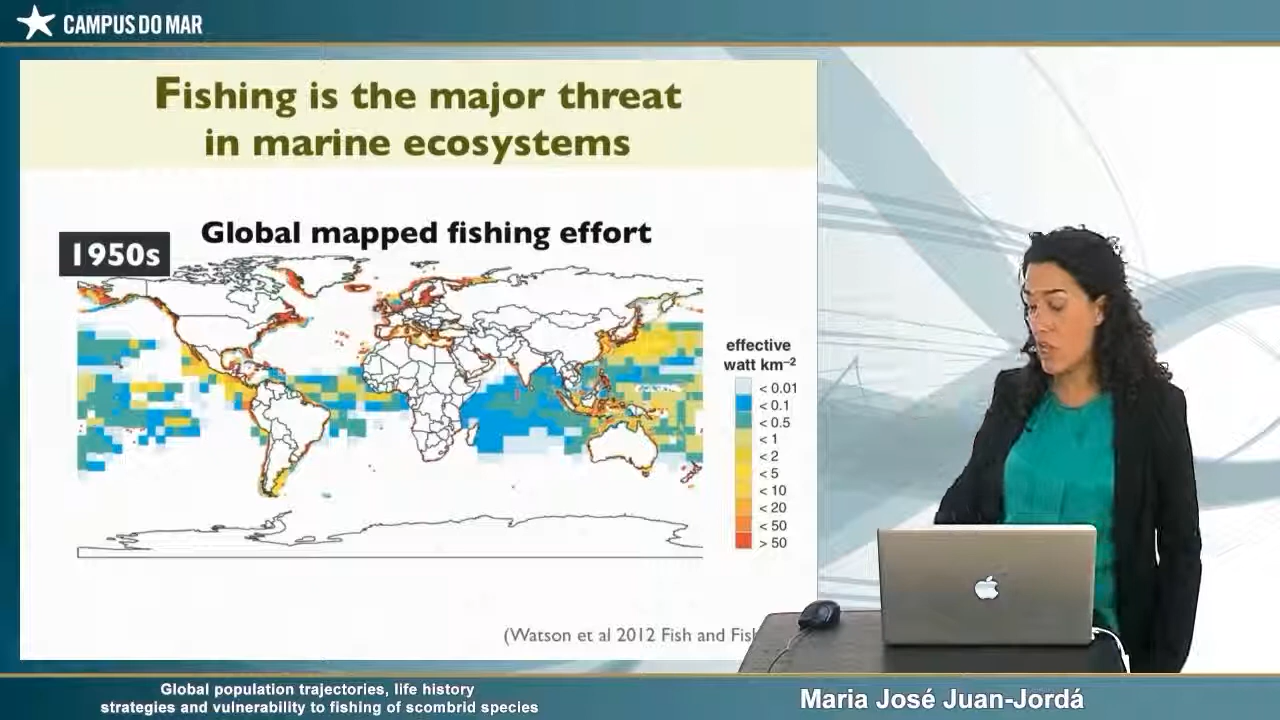 CAMPUS DO MAR
Fishing is the major threat
in marine ecosystems
Global mapped fishing effort
1950s
effective
watt km⁻²
< 0.01
< 0.1
< 0.5
< 1
< 2
< 5
< 10
< 20
< 50
> 50
(Watson et al 2012 Fish and
Global population trajectories, life history
strategies and vulnerability to fishing of scombrid species
Maria José Juan-Jordá